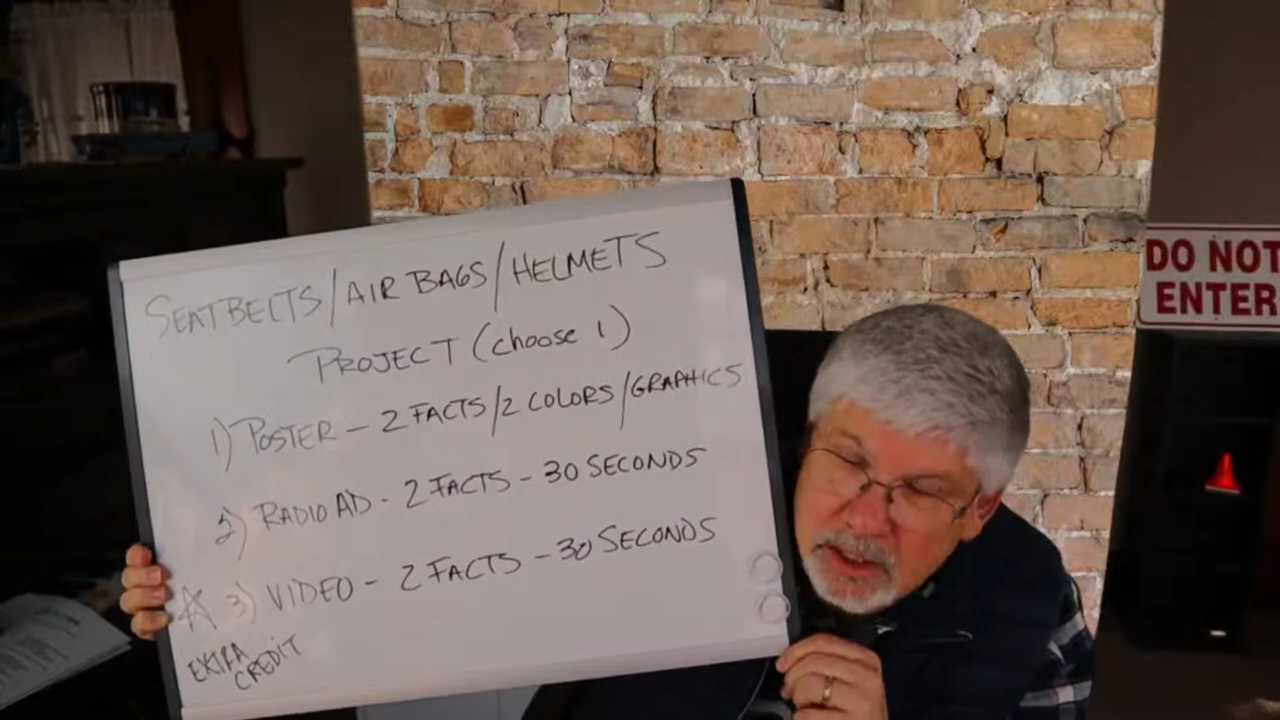 SEATBELTS/AIR BAGS/HELMETS
PROJECT (choose 1)
1) POSTER - 2 FACTS/2 COLORS/GRAPHICS
2) RADIO AD - 2 FACTS - 30 SECONDS
☆ 3) VIDEO - 2 FACTS - 30 SECONDS
EXTRA
CREDIT
DO NOT
ENTER